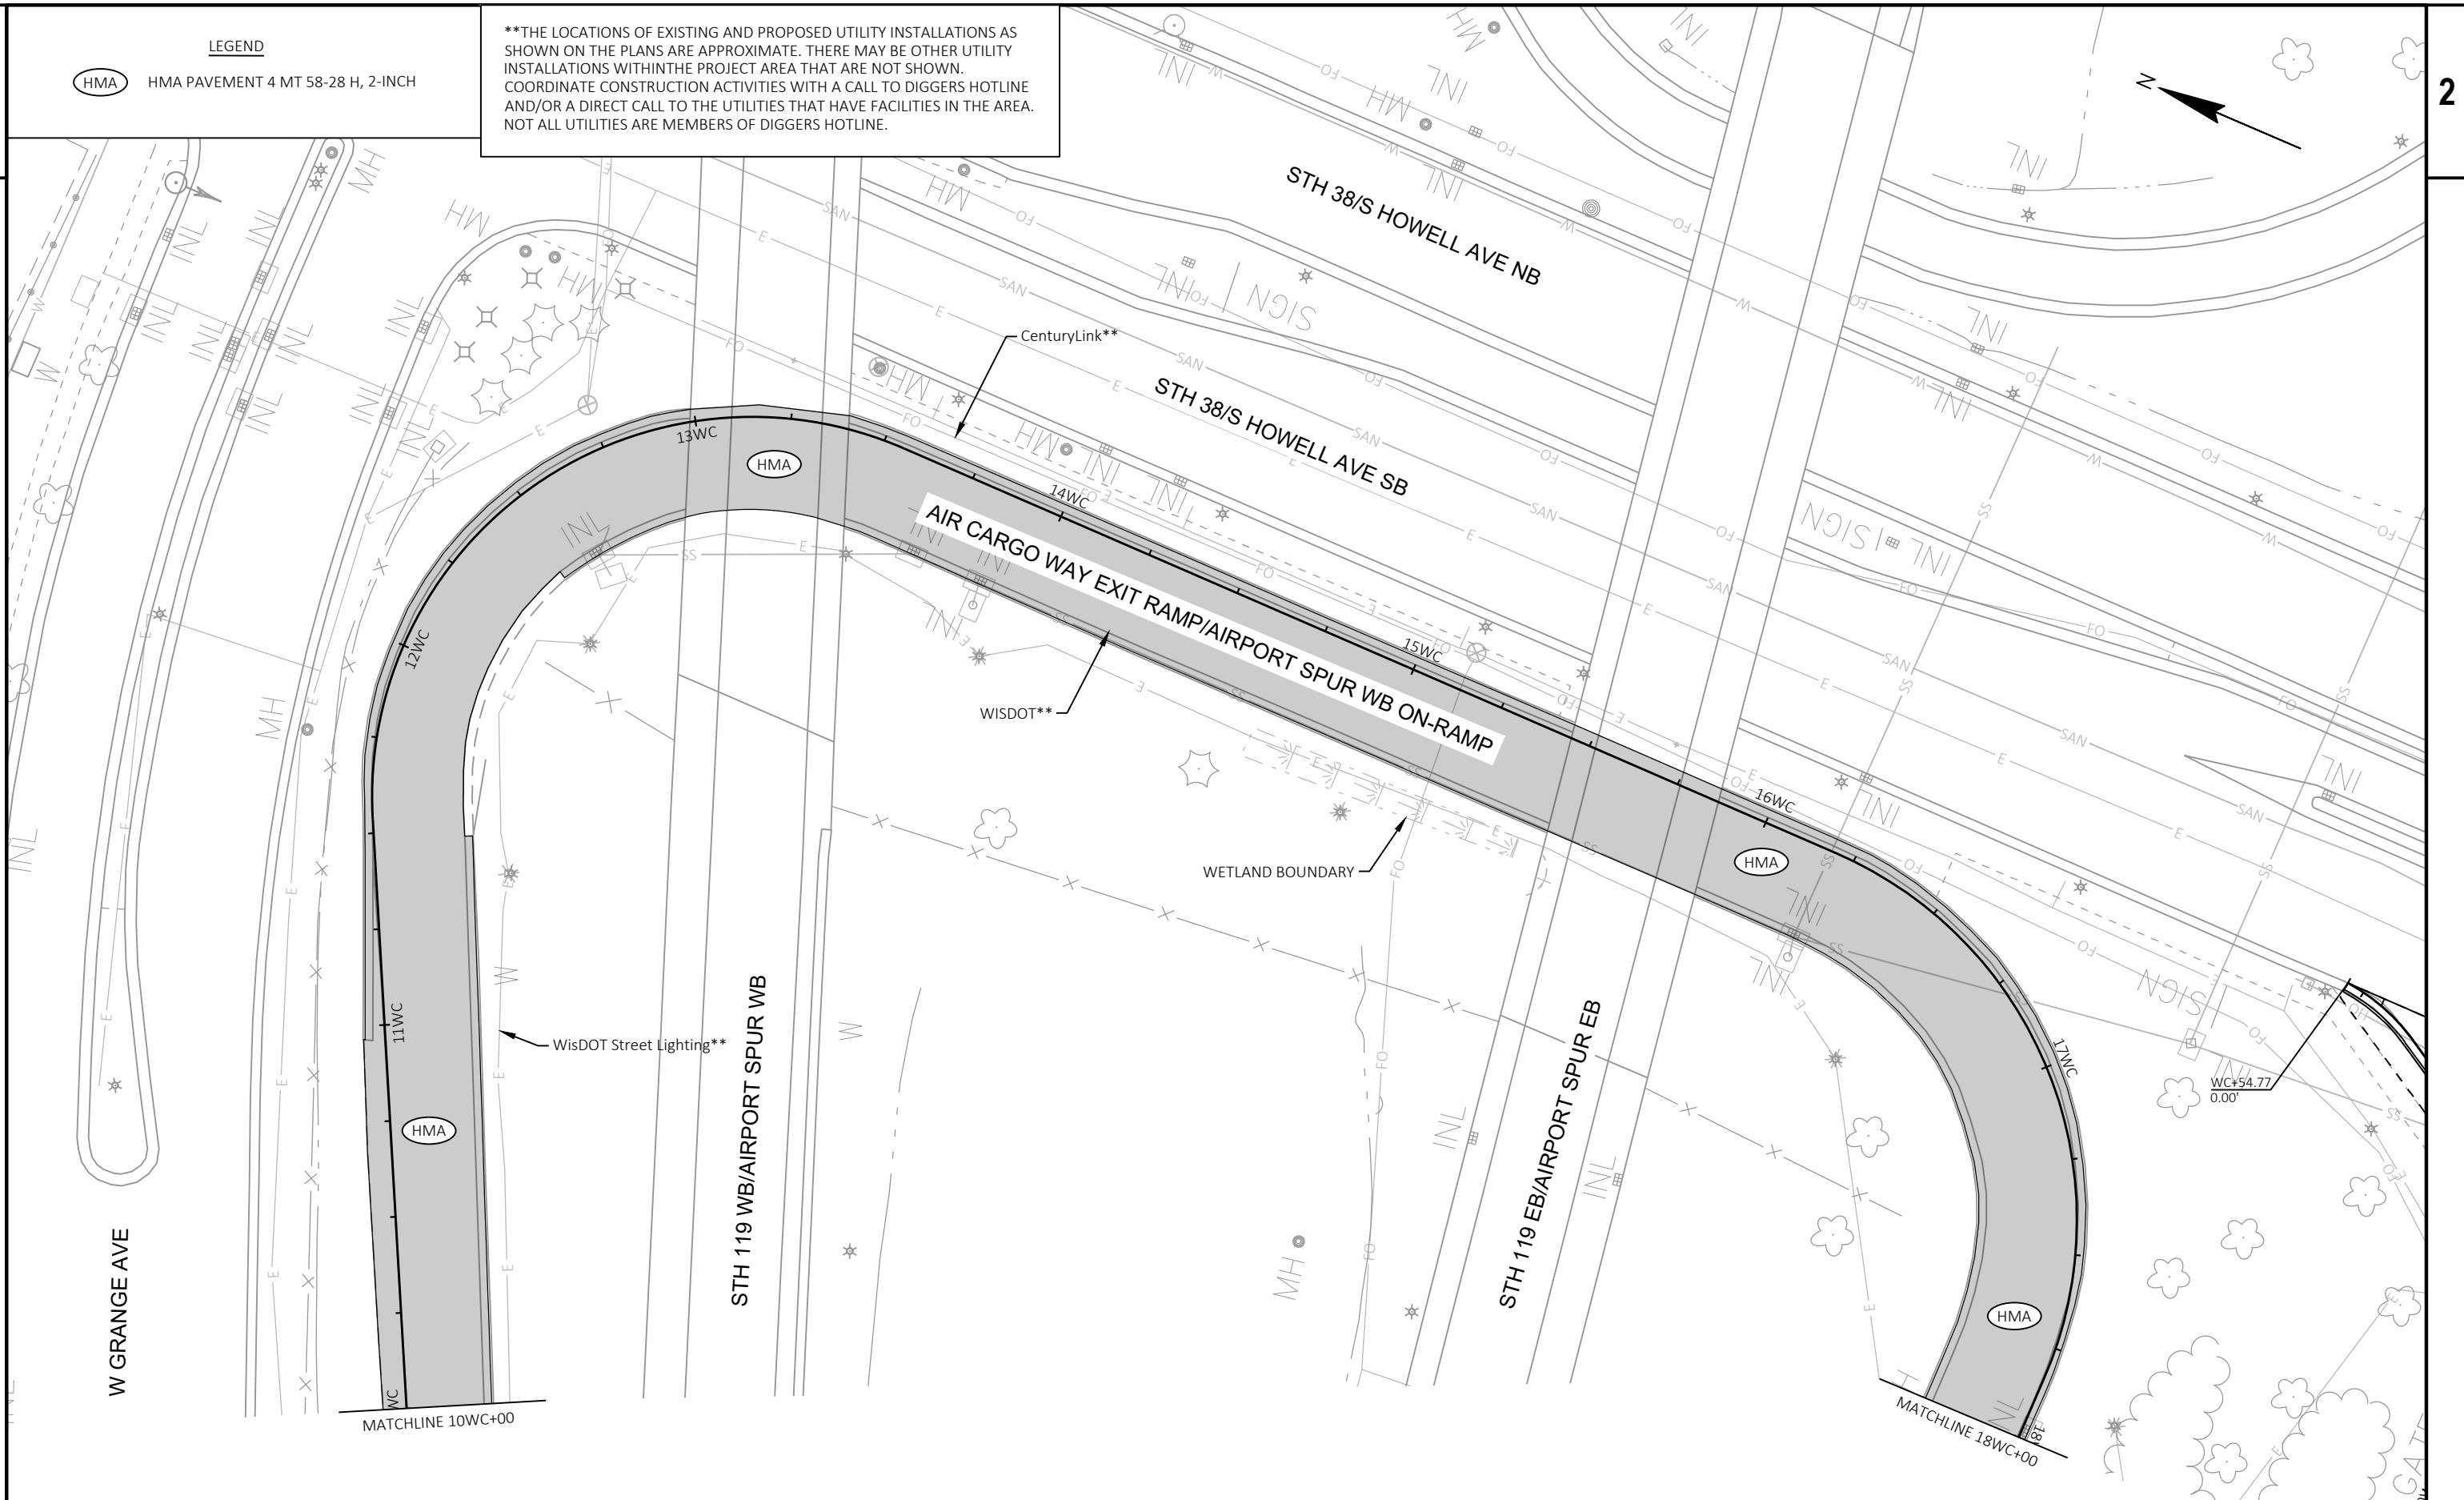 LEGEND
HMA HMA PAVEMENT 4 MT 58-28 H, 2-INCH
**THE LOCATIONS OF EXISTING AND PROPOSED UTILITY INSTALLATIONS AS
SHOWN ON THE PLANS ARE APPROXIMATE. THERE MAY BE OTHER UTILITY
INSTALLATIONS WITHINTHE PROJECT AREA THAT ARE NOT SHOWN.
COORDINATE CONSTRUCTION ACTIVITIES WITH A CALL TO DIGGERS HOTLINE
AND/OR A DIRECT CALL TO THE UTILITIES THAT HAVE FACILITIES IN THE AREA.
NOT ALL UTILITIES ARE MEMBERS OF DIGGERS HOTLINE.
2
N
STH 38/S HOWELL AVE NB
STH 38/S HOWELL AVE SB
CenturyLink**
SIGN
SIGN
SIGN
13WC
HMA
14WC
AIR CARGO WAY EXIT RAMP/AIRPORT SPUR WB ON-RAMP
12WC
15WC
WISDOT**
16WC
HMA
WETLAND BOUNDARY
11WC
WisDOT Street Lighting**
STH 119 WB/AIRPORT SPUR WB
STH 119 EB/AIRPORT SPUR EB
17WC
WC+54.77
0.00'
HMA
W GRANGE AVE
HMA
MATCHLINE 10WC+00
MATCHLINE 18WC+00